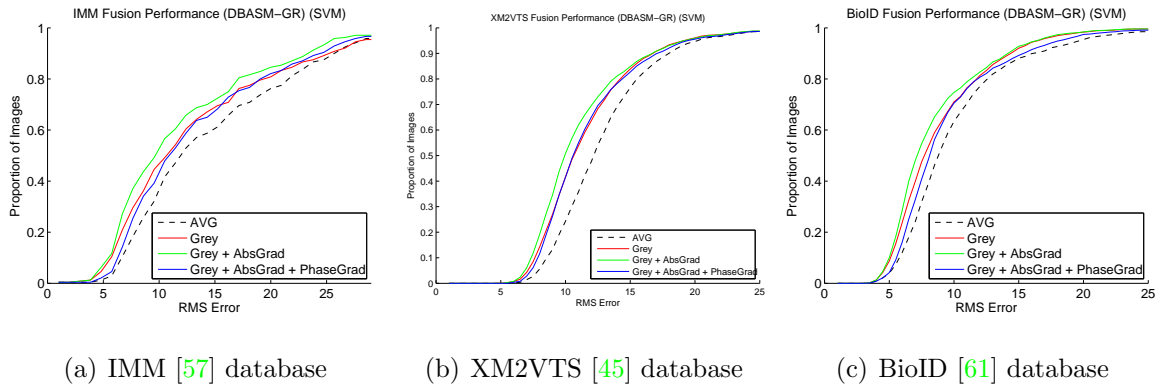 IMM Fusion Performance (DBASM−GR) (SVM)
1
0.8
0.6
0.4
0.2
0
Proportion of Images
0 5 10 15 20 25
RMS Error
AVG
Grey
Grey + AbsGrad
Grey + AbsGrad + PhaseGrad
XM2VTS Fusion Performance (DBASM−GR) (SVM)
1
0.9
0.8
0.7
0.6
0.5
0.4
0.3
0.2
0.1
0
Proportion of Images
0 5 10 15 20 25
RMS Error
AVG
Grey
Grey + AbsGrad
Grey + AbsGrad + PhaseGrad
BioID Fusion Performance (DBASM−GR) (SVM)
1
0.8
0.6
0.4
0.2
0
Proportion of Images
0 5 10 15 20 25
RMS Error
AVG
Grey
Grey + AbsGrad
Grey + AbsGrad + PhaseGrad
(a) IMM [57] database
(b) XM2VTS [45] database
(c) BioID [61] database